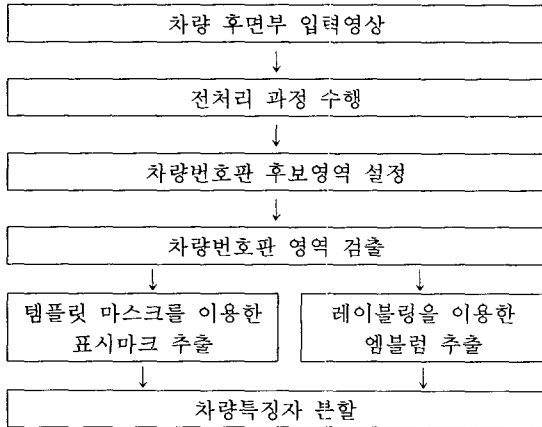 차량 후면부 입력영상
↓
전처리 과정 수행
↓
차량번호판 후보영역 설정
↓
차량번호판 영역 검출
↓ ↓
템플릿 마스크를 이용한
표시마크 추출
레이블링을 이용한
엠블럼 추출
↓ ↓
차량특징자 분할